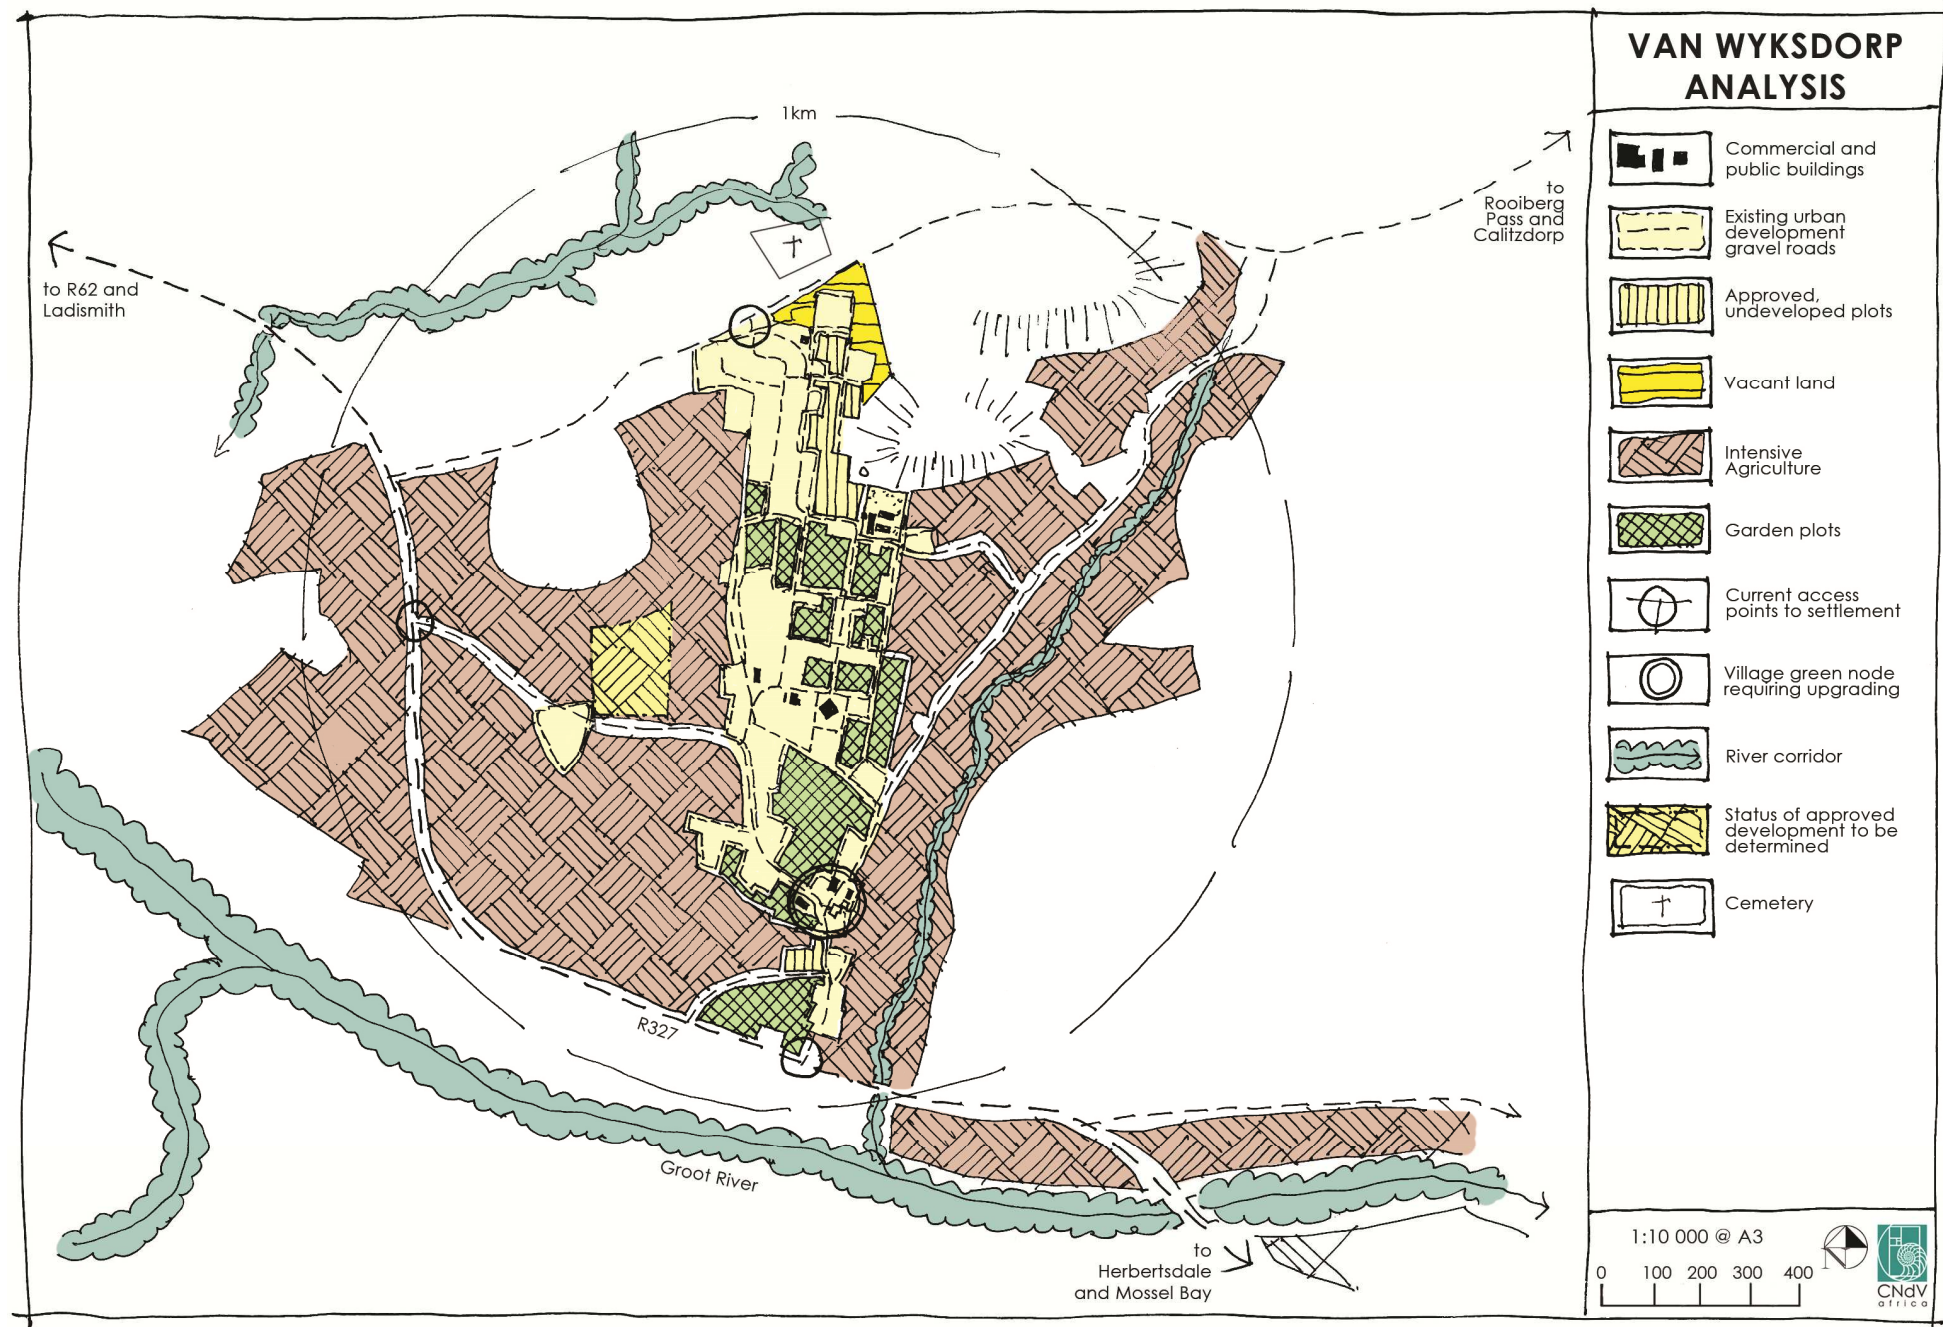 VAN WYKSDORP
ANALYSIS
1km
to
Rooiberg
Pass and
Calitzdorp
to R62 and
Ladismith
R327
Groot River
to
Herbertsdale
and Mossel Bay
Commercial and
public buildings
Existing urban
development
gravel roads
Approved,
undeveloped plots
Vacant land
Intensive
Agriculture
Garden plots
Current access
points to settlement
Village green node
requiring upgrading
River corridor
Status of approved
development to be
determined
Cemetery
1:10 000 @ A3
0 100 200 300 400
N
CNdV
africa